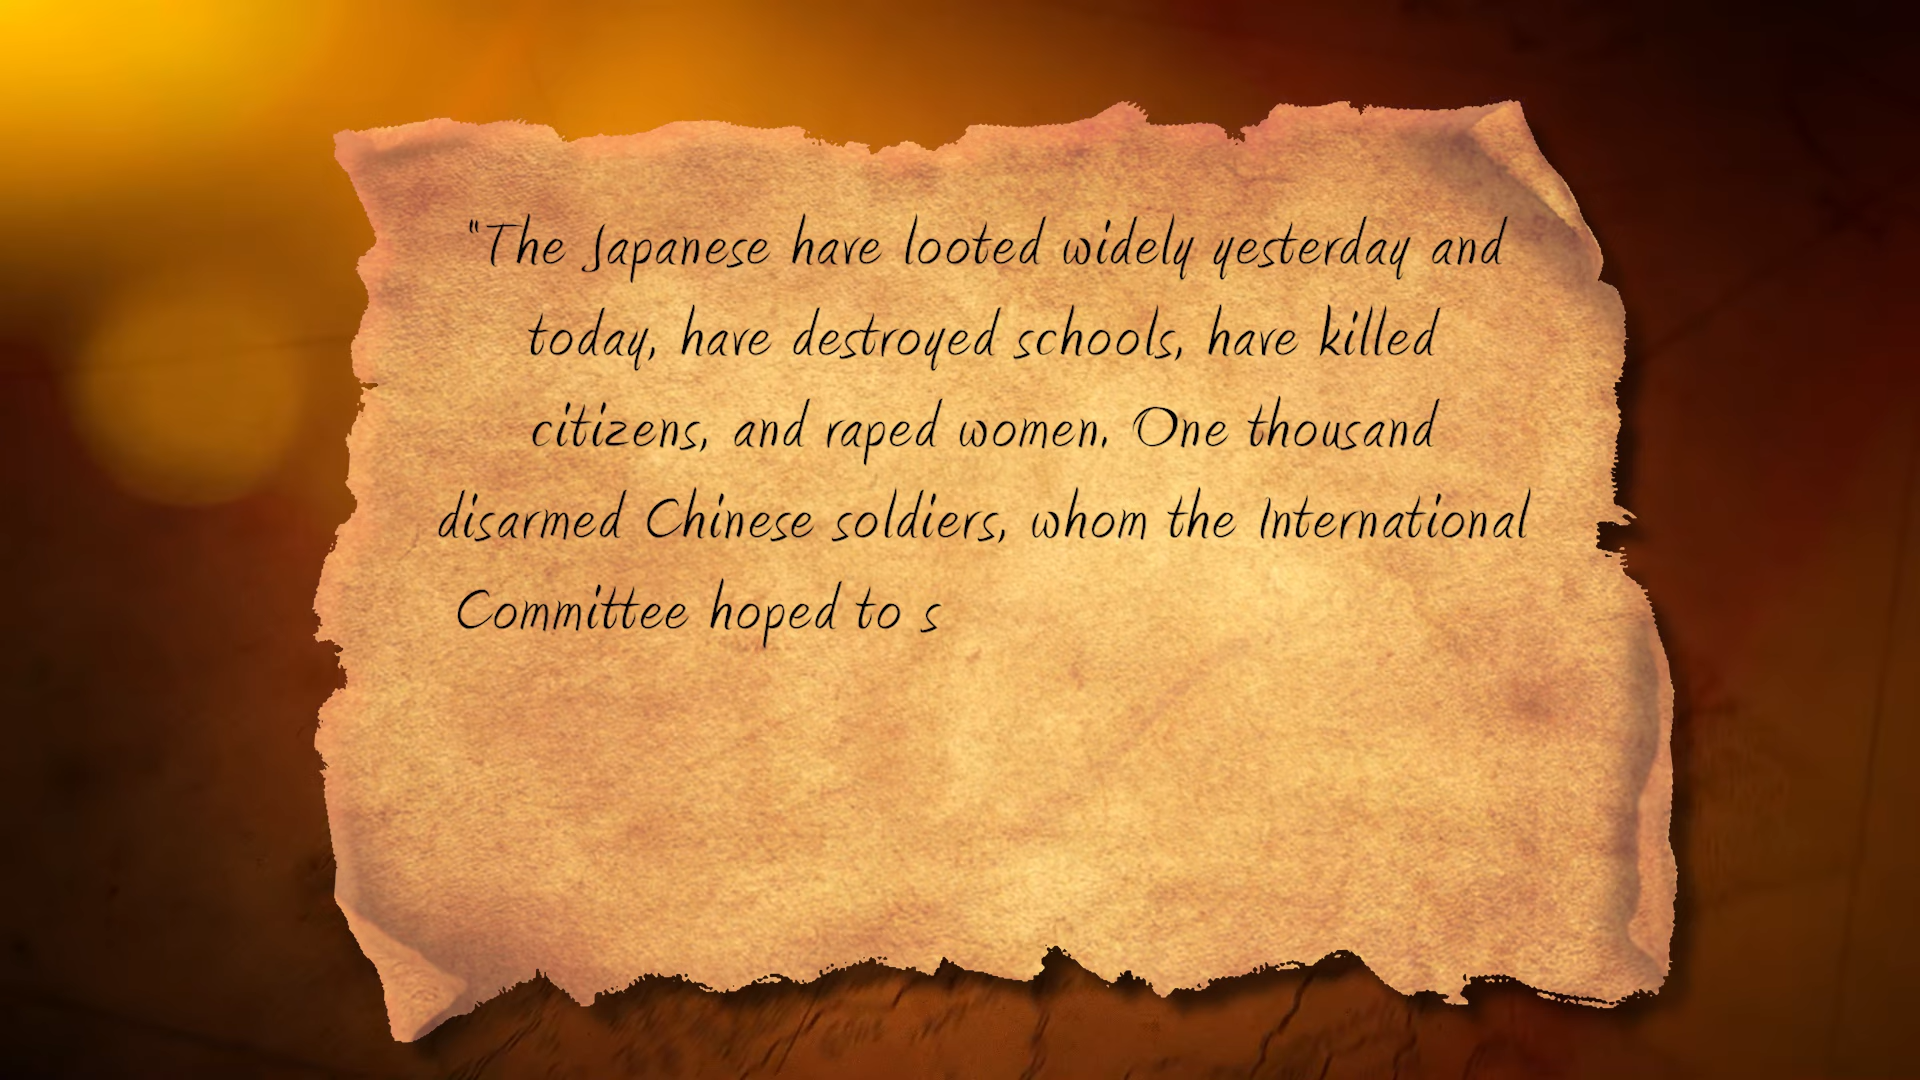 "The Japanese have looted widely yesterday and
today, have destroyed schools, have killed
citizens, and raped women. One thousand
disarmed Chinese soldiers, whom the International
Committee hoped to s